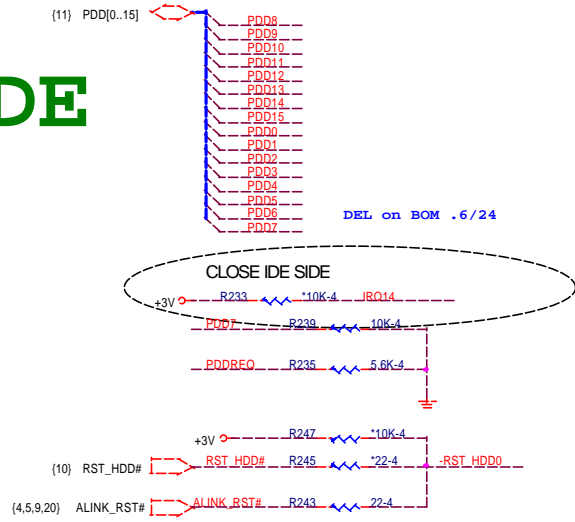 {11} PDD[0..15]
PDD8
PDD9
PDD10
PDD11
PDD12
PDD13
PDD14
PDD15
PDD0
PDD1
PDD2
PDD3
PDD4
PDD5
PDD6
PDD7
DE
DEL on BOM .6/24
CLOSE IDE SIDE
+3V R233 *10K-4 IRQ14
PDD7 R239 10K-4
PDDREQ R235 5.6K-4
+3V R247 *10K-4
{10} RST_HDD# RST_HDD# R245 *22-4 -RST_HDD0
{4,5,9,20} ALINK_RST# ALINK_RST# R243 22-4